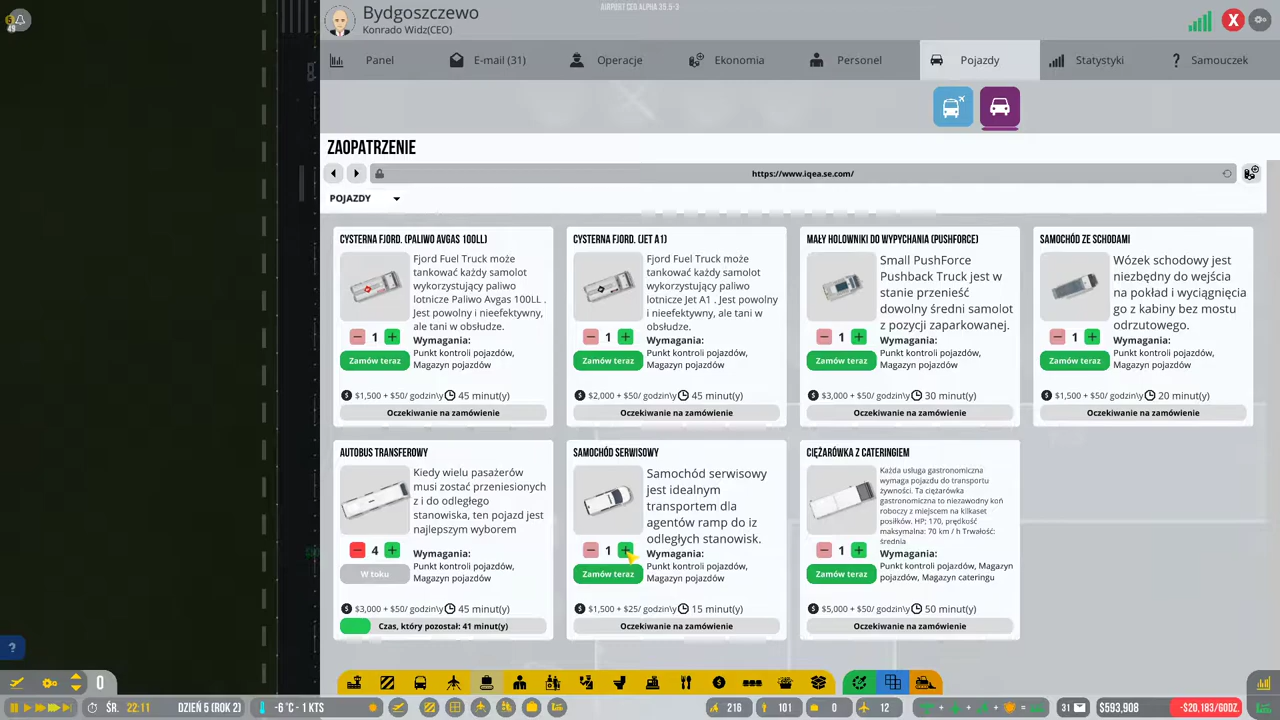 AIRPORT CEO ALPHA 35.5-3
Bydgoszczewo
Konrado Widz(CEO)
X
49
Panel
E-mail (31)
Operacje
Ekonomia
Personel
Pojazdy
Statystyki
? Samouczek
ZAOPATRZENIE
https://www.iqea.se.com/
POJAZDY
CYSTERNA FJORD. (PALIWO AVGAS 100LL)
Fjord Fuel Truck może
tankować każdy samolot
wykorzystujący paliwo
lotnicze Paliwo Avgas 100LL .
Jest powolny i nieefektywny,
ale tani w obsłudze.
1
Wymagania:
Zamów teraz
Punkt kontroli pojazdów,
Magazyn pojazdów
$1,500 + $50/ godzin\y 45 minut(y)
Oczekiwanie na zamówienie
CYSTERNA FJORD. (JET A1)
Fjord Fuel Truck może
tankować każdy samolot
wykorzystujący paliwo
lotnicze Jet A1 . Jest powolny
i nieefektywny, ale tani w
obsłudze.
1
Wymagania:
Zamów teraz
Punkt kontroli pojazdów,
Magazyn pojazdów
$2,000 + $50/ godzin\y 45 minut(y)
Oczekiwanie na zamówienie
MAŁY HOLOWNIKI DO WYPYCHANIA (PUSHFORCE)
Small PushForce
Pushback Truck jest w
stanie przenieść
dowolny średni samolot
z pozycji zaparkowanej.
1
Wymagania:
Zamów teraz
Punkt kontroli pojazdów,
Magazyn pojazdów
$3,000 + $50/ godzin\y 30 minut(y)
Oczekiwanie na zamówienie
SAMOCHÓD ZE SCHODAMI
Wózek schodowy jest
niezbędny do wejścia
na pokład i wyciągnięcia
go z kabiny bez mostu
odrzutowego.
1
Wymagania:
Zamów teraz
Punkt kontroli pojazdów,
Magazyn pojazdów
$1,500 + $50/ godzin\y 20 minut(y)
Oczekiwanie na zamówienie
AUTOBUS TRANSFEROWY
Kiedy wielu pasażerów
musi zostać przeniesionych
z i do odległego
stanowiska, ten pojazd jest
najlepszym wyborem
4
Wymagania:
W toku
Punkt kontroli pojazdów,
Magazyn pojazdów
$3,000 + $50/ godzin\y 45 minut(y)
Czas, który pozostał: 41 minut(y)
SAMOCHÓD SERWISOWY
Samochód serwisowy
jest idealnym
transportem dla
agentów ramp do iz
odległych stanowisk.
1
Wymagania:
Zamów teraz
Punkt kontroli pojazdów,
Magazyn pojazdów
$1,500 + $25/ godzin\y 15 minut(y)
Oczekiwanie na zamówienie
CIĘŻARÓWKA Z CATERINGIEM
Każda usługa gastronomiczna
wymaga pojazdu do transportu
żywności. Ta ciężarówka
gastronomiczna to niezawodny koń
roboczy z miejscem na kilkaset
posiłków. HP: 170, prędkość
maksymalna: 70 km / h Trwałość:
średnia
1
Wymagania:
Zamów teraz
Punkt kontroli pojazdów, Magazyn
pojazdów, Magazyn cateringu
$5,000 + $50/ godzin\y 50 minut(y)
Oczekiwanie na zamówienie
?
0
ŚR. 22:11 DZIEŃ 5 (ROK 2) -6 °C - 1 KTS
216 101 0 12 31 $593,908 -$20.183/GODZ.